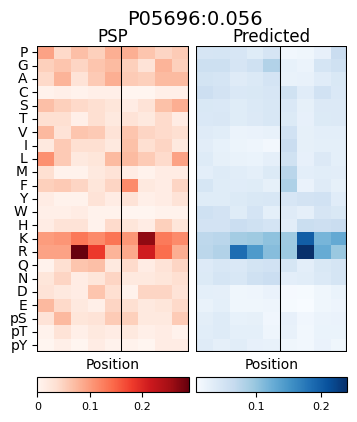 P05696:0.056
PSP Predicted
P
G
A
C
S
T
V
I
L
M
F
Y
W
H
K
R
Q
N
D
E
pS
pT
pY
Position Position
0 0.1 0.2 0.1 0.2